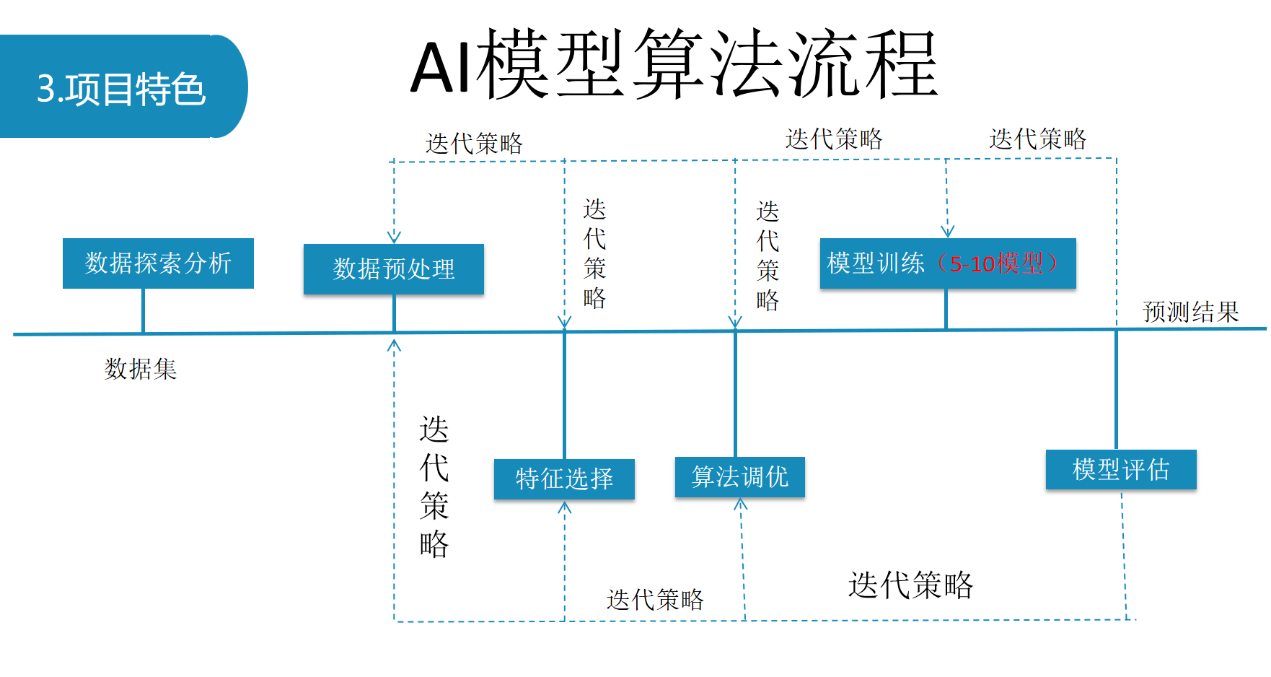 AI模型算法流程
3.项目特色
迭代策略
迭代策略
迭代策略
迭代策略
迭代策略
数据探索分析
数据预处理
模型训练（5-10模型）
预测结果
数据集
迭代策略
特征选择
算法调优
模型评估
迭代策略
迭代策略